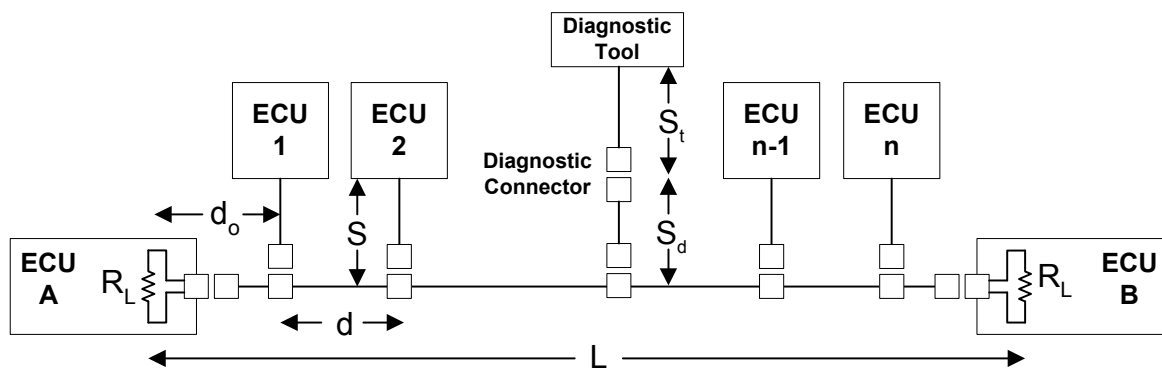 Diagnostic
Tool
ECU
1
ECU
2
S_t
ECU
n-1
ECU
n
Diagnostic
Connector
d_o
S
S_d
ECU
A
R_L
R_L
ECU
B
d
L